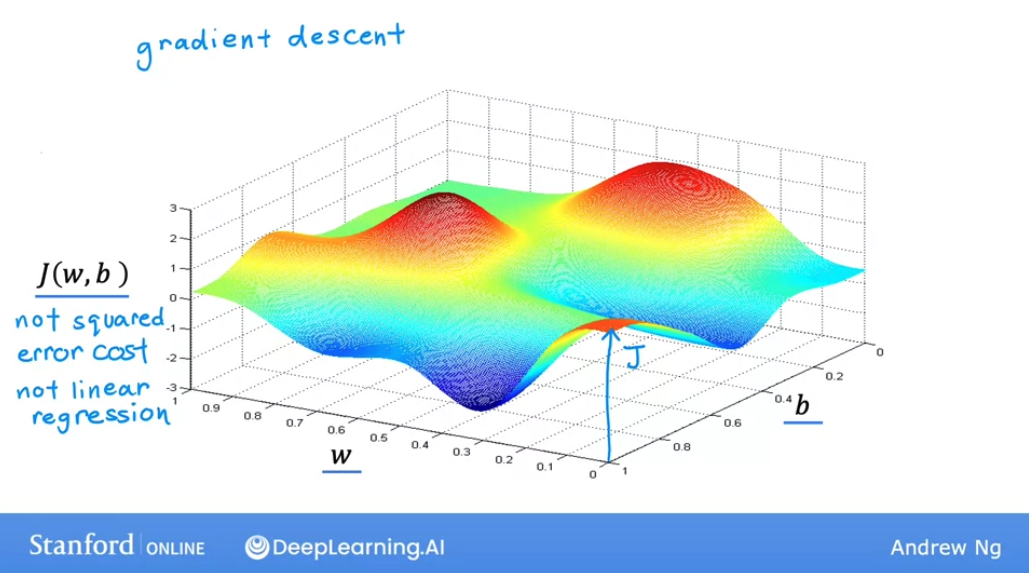 gradient descent
3
2
1
0
-1
-2
-3
J(w, b)
not squared
error cost
not linear
regression
J
1
0.9
0.8
0.7
0.6
0.5
0.4
0.3
0.2
0.1
0
w
0
0.2
0.4
0.6
0.8
1
b
Stanford ONLINE
DeepLearning.AI
Andrew Ng